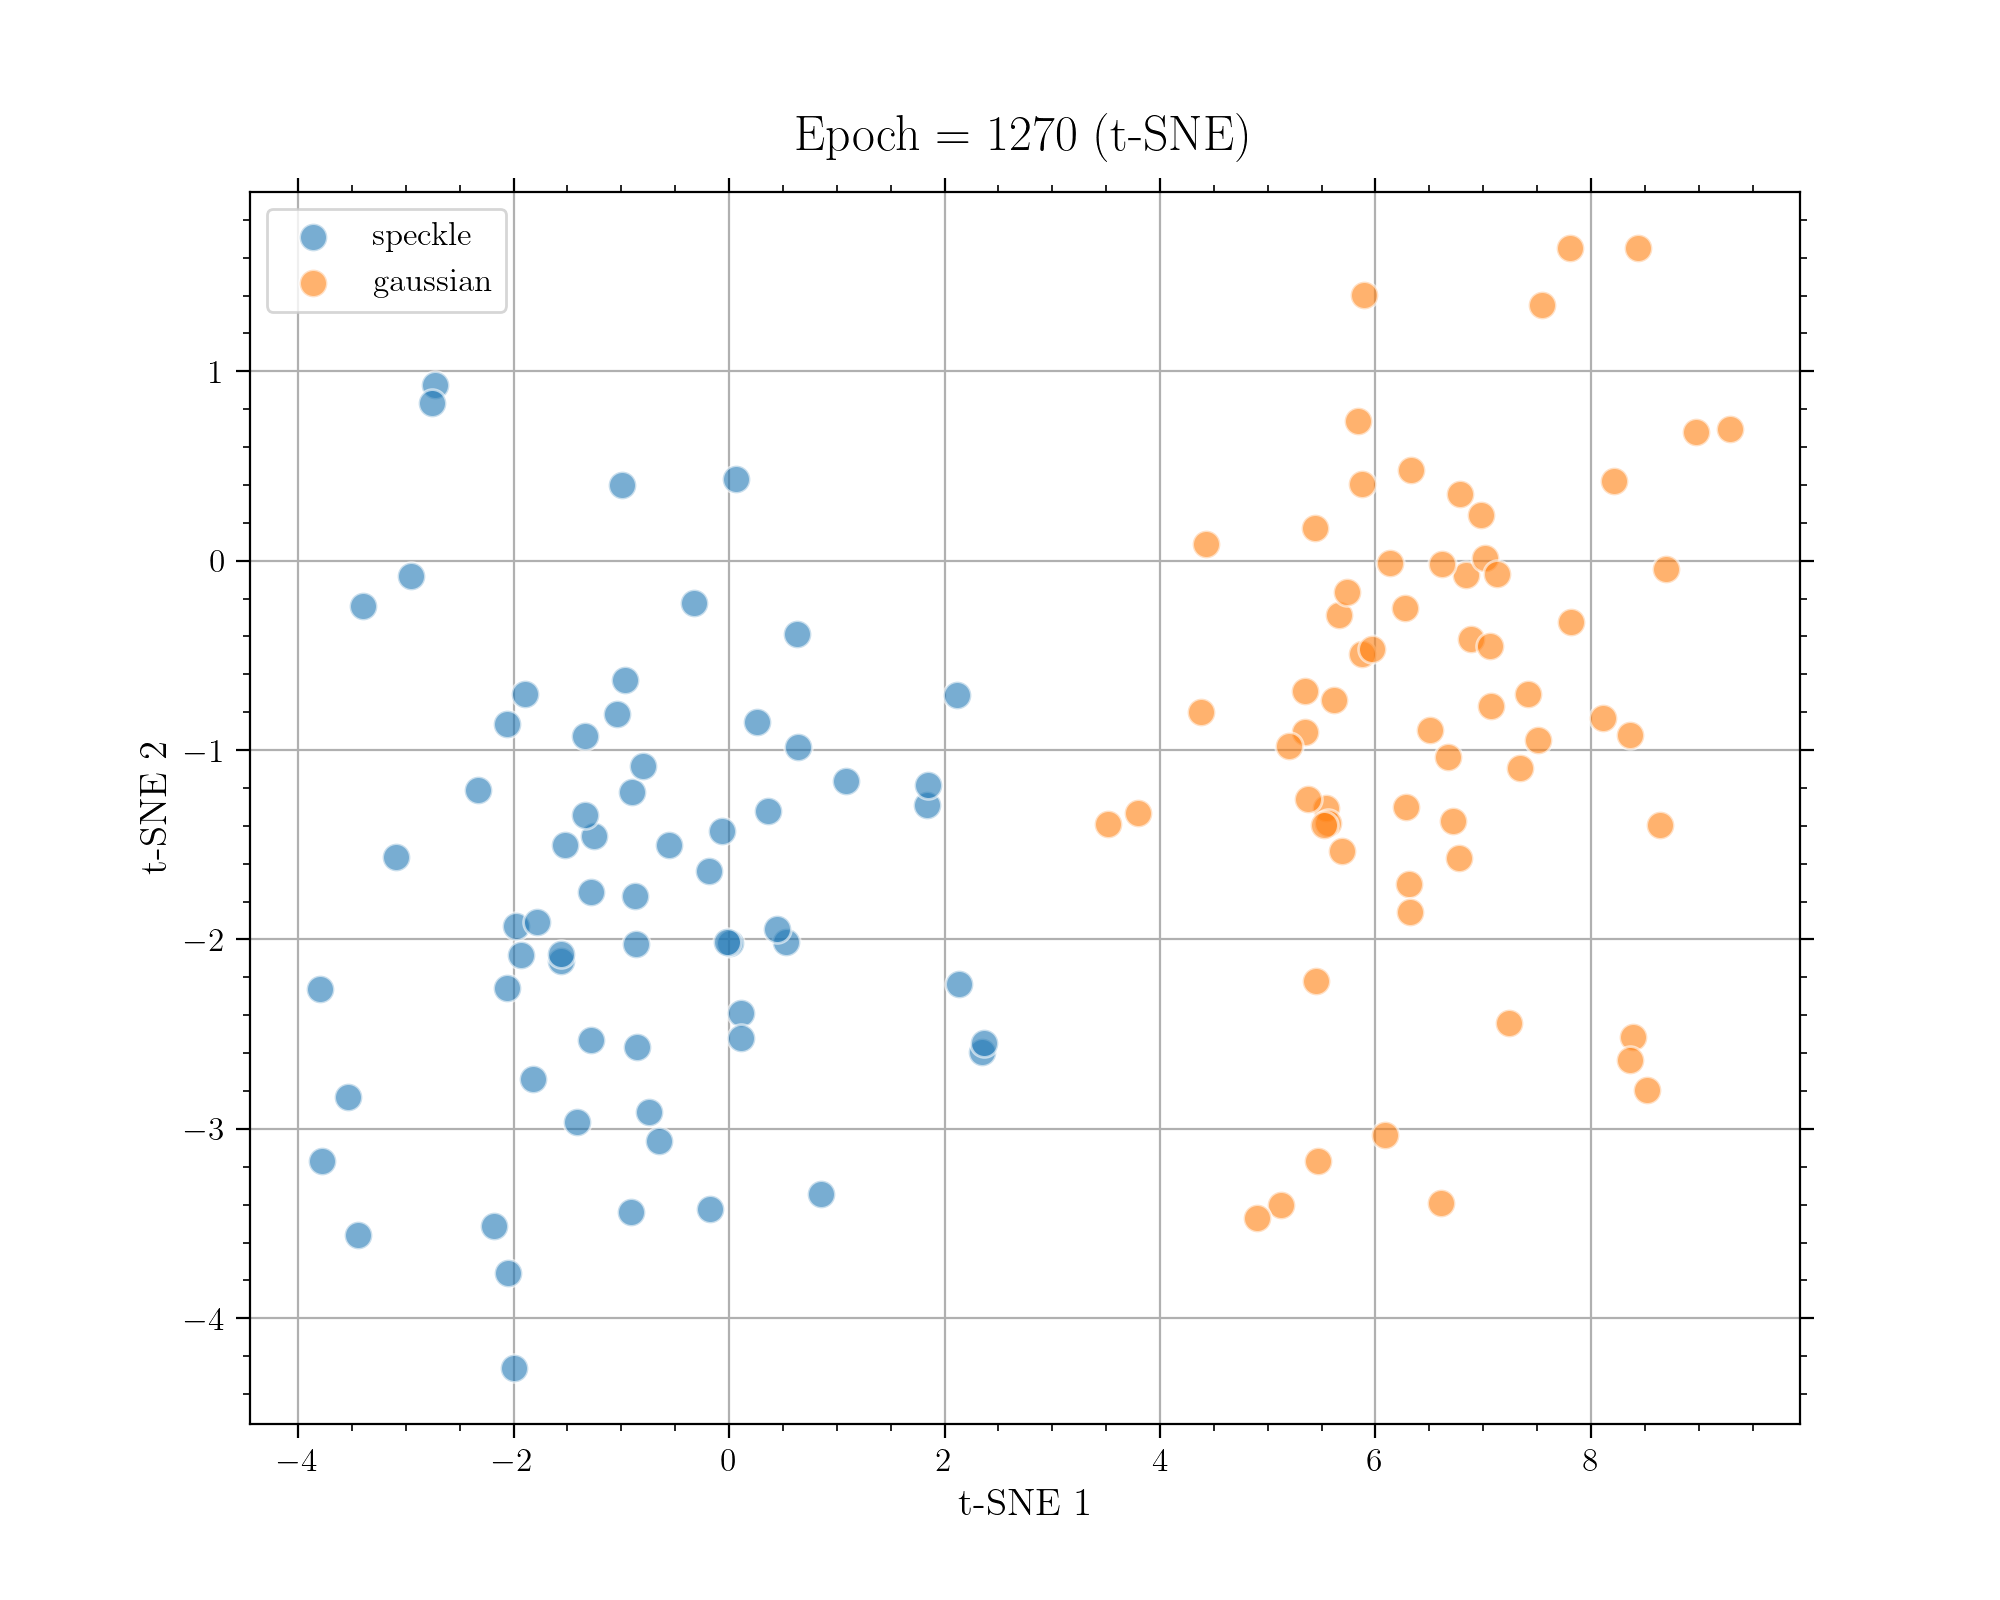 Epoch = 1270 (t-SNE)
speckle
gaussian
1
0
−1
−2
−3
−4
t-SNE 2
−4 −2 0 2 4 6 8
t-SNE 1